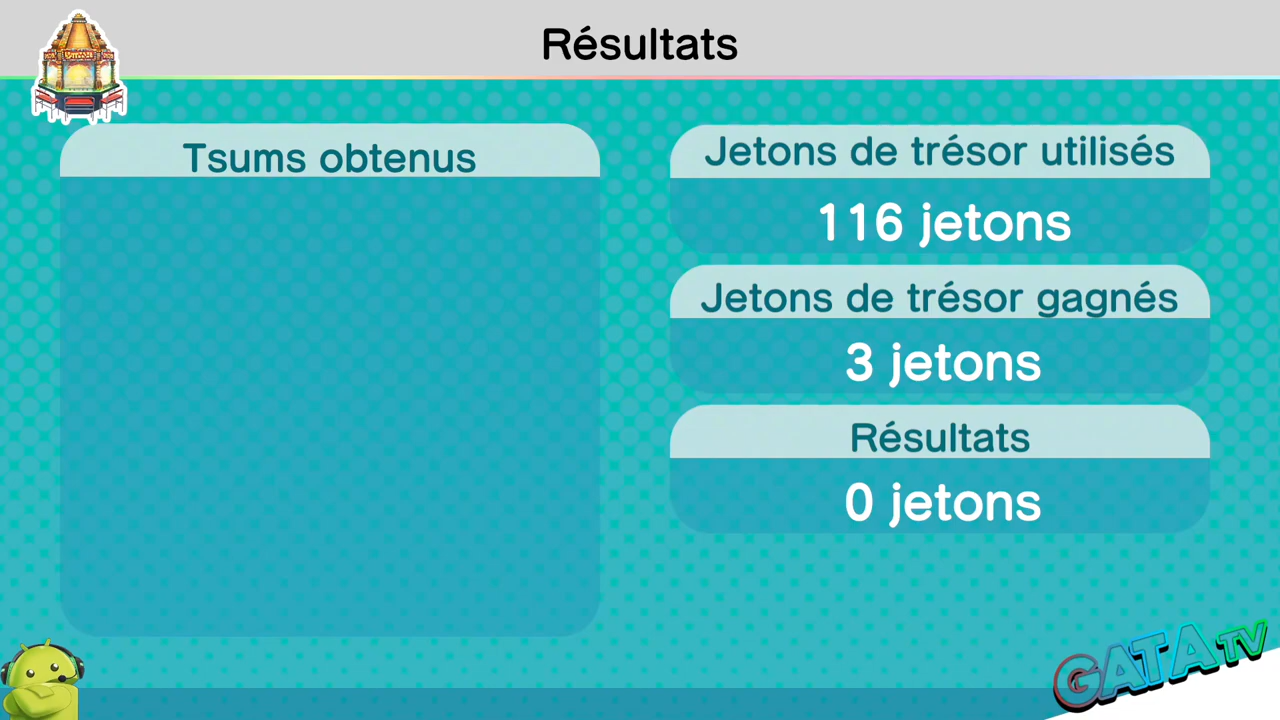 Résultats
Tsums obtenus
Jetons de trésor utilisés
116 jetons
Jetons de trésor gagnés
3 jetons
Résultats
0 jetons
GATA TV